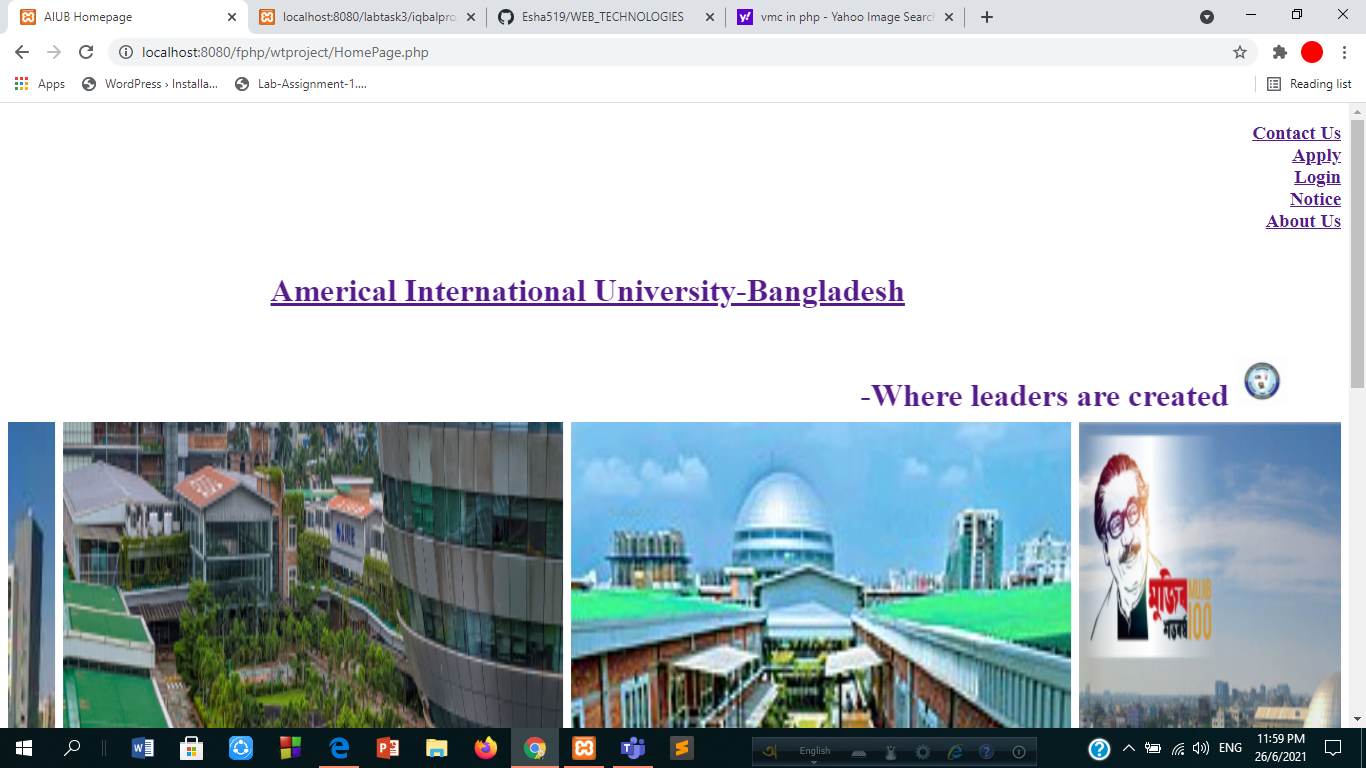 AIUB Homepage
localhost:8080/labtask3/iqbalpro
Esha519/WEB_TECHNOLOGIES
vmc in php - Yahoo Image Search
localhost:8080/fphp/wtproject/HomePage.php
Apps
WordPress › Installa...
Lab-Assignment-1....
Reading list
Contact Us
Apply
Login
Notice
About Us
Americal International University-Bangladesh
-Where leaders are created
AIUB
মুজিব
শতবর্ষ
MUJIB
100
English
ENG
11:59 PM
26/6/2021